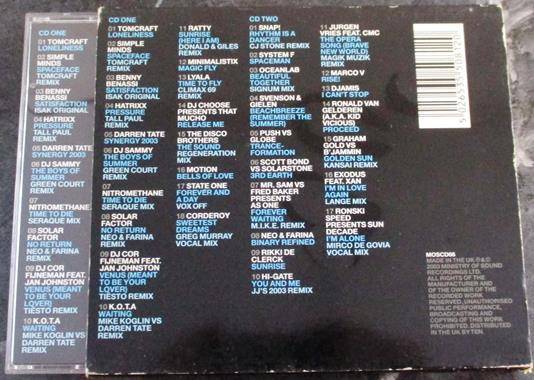 CD ONE
01 TOMCRAFT
LONELINESS
02 SIMPLE
MINDS
SPACEFACE
TOMCRAFT
REMIX
03 BENNY
BENASSI
SATISFACTION
ISAK ORIGINAL
04 HATRIXX
PRESSURE
TALL PAUL
REMIX
05 DARREN TATE
SYNERGY 2003
06 DJ SAMMY
THE BOYS OF
SUMMER
GREEN COURT
REMIX
07
NITROMETHANE
TIME TO DIE
SERAQUE MIX
08 SOLAR
FACTOR
NO RETURN
NEO & FARINA
REMIX
09 DJ COR
FIJNEMAN FEAT.
JAN JOHNSTON
VENUS (MEANT
TO BE YOUR
LOVER)
TIËSTO REMIX
10 K.O.T.A
WAITING
MIKE KOGLIN VS
DARREN TATE
REMIX
CD ONE
01 TOMCRAFT
LONELINESS
02 SIMPLE
MINDS
SPACEFACE
TOMCRAFT
REMIX
03 BENNY
BENASSI
SATISFACTION
ISAK ORIGINAL
04 HATRIXX
PRESSURE
TALL PAUL
REMIX
05 DARREN TATE
SYNERGY 2003
06 DJ SAMMY
THE BOYS OF
SUMMER
GREEN COURT
REMIX
07
NITROMETHANE
TIME TO DIE
SERAQUE MIX
08 SOLAR
FACTOR
NO RETURN
NEO & FARINA
REMIX
09 DJ COR
FIJNEMAN FEAT.
JAN JOHNSTON
VENUS (MEANT
TO BE YOUR
LOVER)
TIËSTO REMIX
10 K.O.T.A
WAITING
MIKE KOGLIN VS
DARREN TATE
REMIX
11 RATTY
SUNRISE
(HERE I AM)
DONALD & GILES
REMIX
12 MINIMALISTIX
MAGIC FLY
13 LYALA
TIME TO FLY
CLIMAX 69
REMIX
14 DJ CHOOSE
PRESENTS THAT
MUCHO
RELEASE ME
15 THE DISCO
BROTHERS
THE SOUND
REGENERATION
MIX
16 MOTION
BELLS OF LOVE
17 STATE ONE
FOREVER AND
A DAY
VOX OFF
18 CORDEROY
SWEETEST
DREAMS
GREG MURRAY
VOCAL MIX
CD TWO
01 SNAP!
RHYTHM IS A
DANCER
CJ STONE REMIX
02 SYSTEM F
SPACEMAN
03 OCEANLAB
BEAUTIFUL
TOGETHER
SIGNUM MIX
04 SVENSON &
GIELEN
BEACHBREEZE
(REMEMBER THE
SUMMER)
05 PUSH VS
GLOBE
TRANCE-
FORMATION
06 SCOTT BOND
VS SOLARSTONE
3RD EARTH
07 MR. SAM VS
FRED BAKER
PRESENTS
AS ONE
FOREVER
WAITING
M.I.K.E. REMIX
08 NEO & FARINA
BINARY REFINED
09 RIKKI DE
CLERCK
SUNRISE
10 HI-GATE
YOU AND ME
JJ'S 2003 REMIX
11 JURGEN
VRIES FEAT. CMC
THE OPERA
SONG (BRAVE
NEW WORLD)
MAGIK MUZIK
REMIX
12 MARCO V
RISE!
13 DJAMIS
I CAN'T STOP
14 RONALD VAN
GELDEREN
(A.K.A. KID
VICIOUS)
PROCEED
15 GRAHAM
GOLD VS
B'JAMMIN
GOLDEN SUN
KANSAI REMIX
16 EXODUS
FEAT. XAN
I'M IN LOVE
AGAIN
LANGE MIX
17 RONSKI
SPEED
PRESENTS SUN
DECADE
I'M ALONE
MIRCO DE GOVIA
VOCAL MIX
MOSCD68
MADE IN THE UK ℗ & ©
2003 MINISTRY OF SOUND
RECORDINGS LTD.
ALL RIGHTS OF THE
MANUFACTURER AND
OF THE OWNER OF THE
RECORDED WORK
RESERVED. UNAUTHORISED
PUBLIC PERFORMANCE,
BROADCASTING AND
COPYING OF THIS WORK
PROHIBITED. DISTRIBUTED
IN THE UK BY TEN.